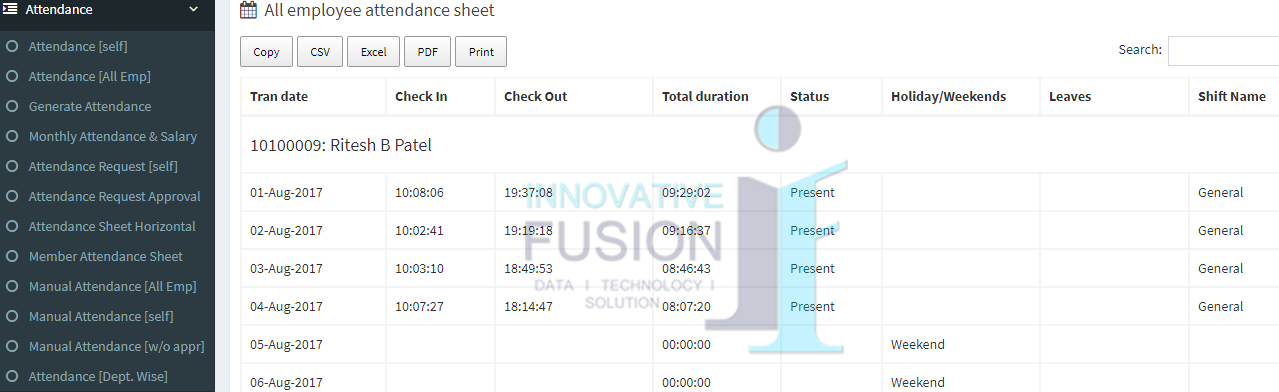 Attendance
Attendance [self]
Attendance [All Emp]
Generate Attendance
Monthly Attendance & Salary
Attendance Request [self]
Attendance Request Approval
Attendance Sheet Horizontal
Member Attendance Sheet
Manual Attendance [All Emp]
Manual Attendance [self]
Manual Attendance [w/o appr]
Attendance [Dept. Wise]
All employee attendance sheet
Copy CSV Excel PDF Print Search:
Tran date Check In Check Out Total duration Status Holiday/Weekends Leaves Shift Name
10100009: Ritesh B Patel
01-Aug-2017 10:08:06 19:37:08 09:29:02 Present General
02-Aug-2017 10:02:41 19:19:18 09:16:37 Present General
03-Aug-2017 10:03:10 18:49:53 08:46:43 Present General
04-Aug-2017 10:07:27 18:14:47 08:07:20 Present General
05-Aug-2017 00:00:00 Weekend
06-Aug-2017 00:00:00 Weekend
INNOVATIVE
FUSION
DATA I TECHNOLOGY I
SOLUTION